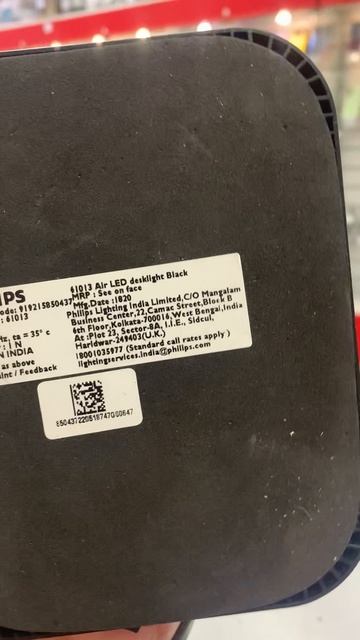 IPS
ode: 919215850437
: 61013
Hz, ta = 35° c
: I N
N INDIA
as above
int / Feedback
61013 Air LED desklight Black
MRP : See on face
Mfg.Date :1820
Philips Lighting India Limited,C/O Mangalam
Business Center,22,Camac Street,Block B
6th Floor,Kolkata-700016,West Bengal,India
At :Plot 23, Sector-8A, I.I.E., Sidcul,
Haridwar-249403(U.K.)
18001035977 (Standard call rates apply )
lightingservices.india@philips.com